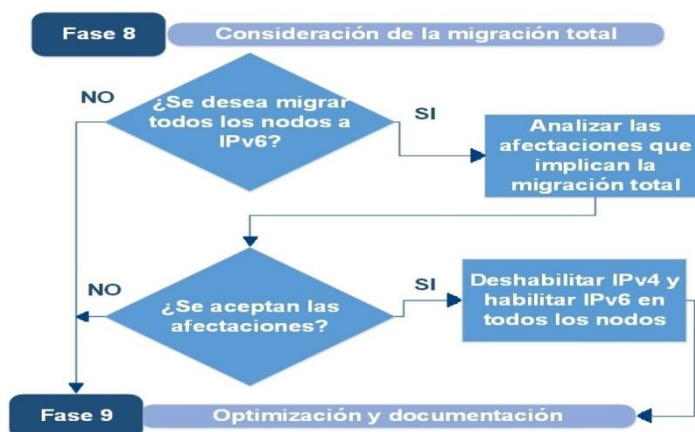 Fase 8
Consideración de la migración total
NO
¿Se desea migrar
todos los nodos a
IPv6?
SI
Analizar las
afectaciones que
implican la
migración total
NO
¿Se aceptan las
afectaciones?
SI
Deshabilitar IPv4 y
habilitar IPv6 en
todos los nodos
Fase 9
Optimización y documentación